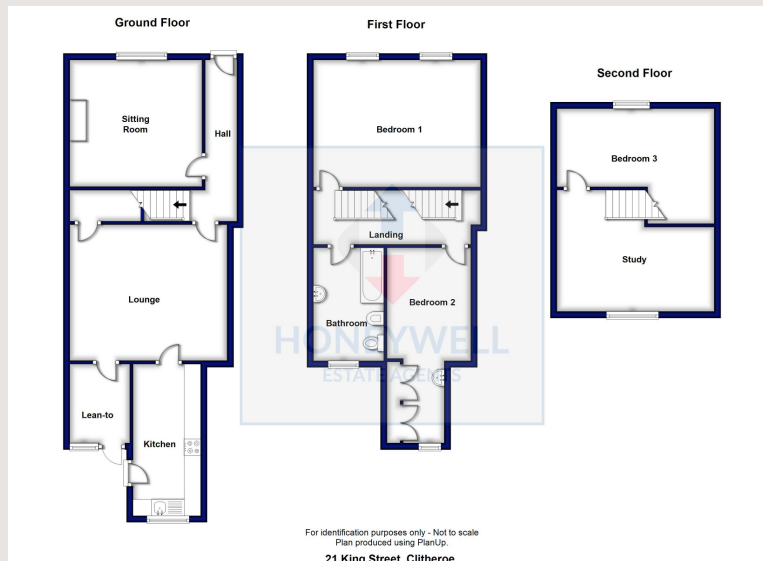 Ground Floor
First Floor
Second Floor
Sitting
Room
Hall
Bedroom 1
Bedroom 3
Landing
Study
Lounge
Bathroom
Bedroom 2
HONEYWELL
ESTATE AGENTS
Lean-to
Kitchen
For identification purposes only - Not to scale
Plan produced using PlanUp.
21 King Street, Clitheroe